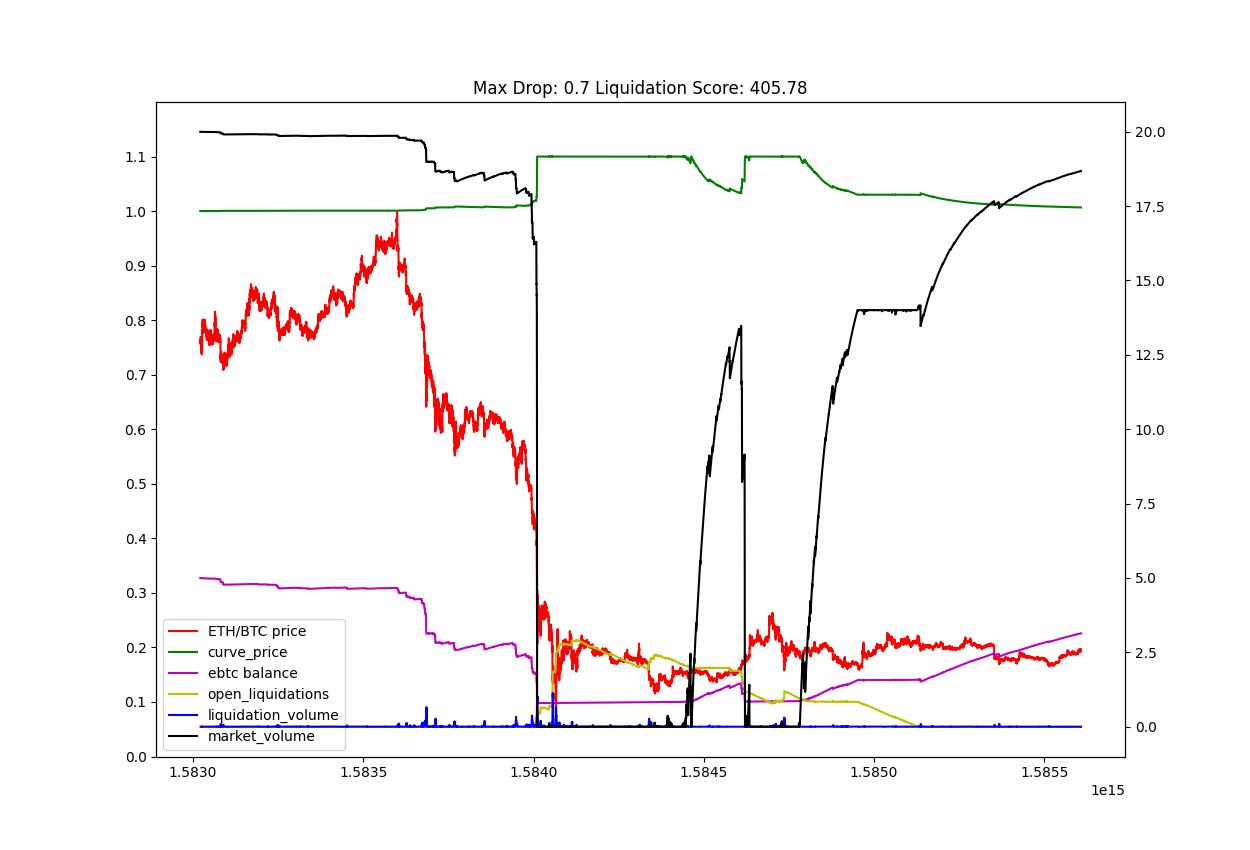 Max Drop: 0.7 Liquidation Score: 405.78
1.1
1.0
0.9
0.8
0.7
0.6
0.5
0.4
0.3
0.2
0.1
0.0
20.0
17.5
15.0
12.5
10.0
7.5
5.0
2.5
0.0
ETH/BTC price
curve_price
ebtc balance
open_liquidations
liquidation_volume
market_volume
1.5830 1.5835 1.5840 1.5845 1.5850 1.5855
1e15